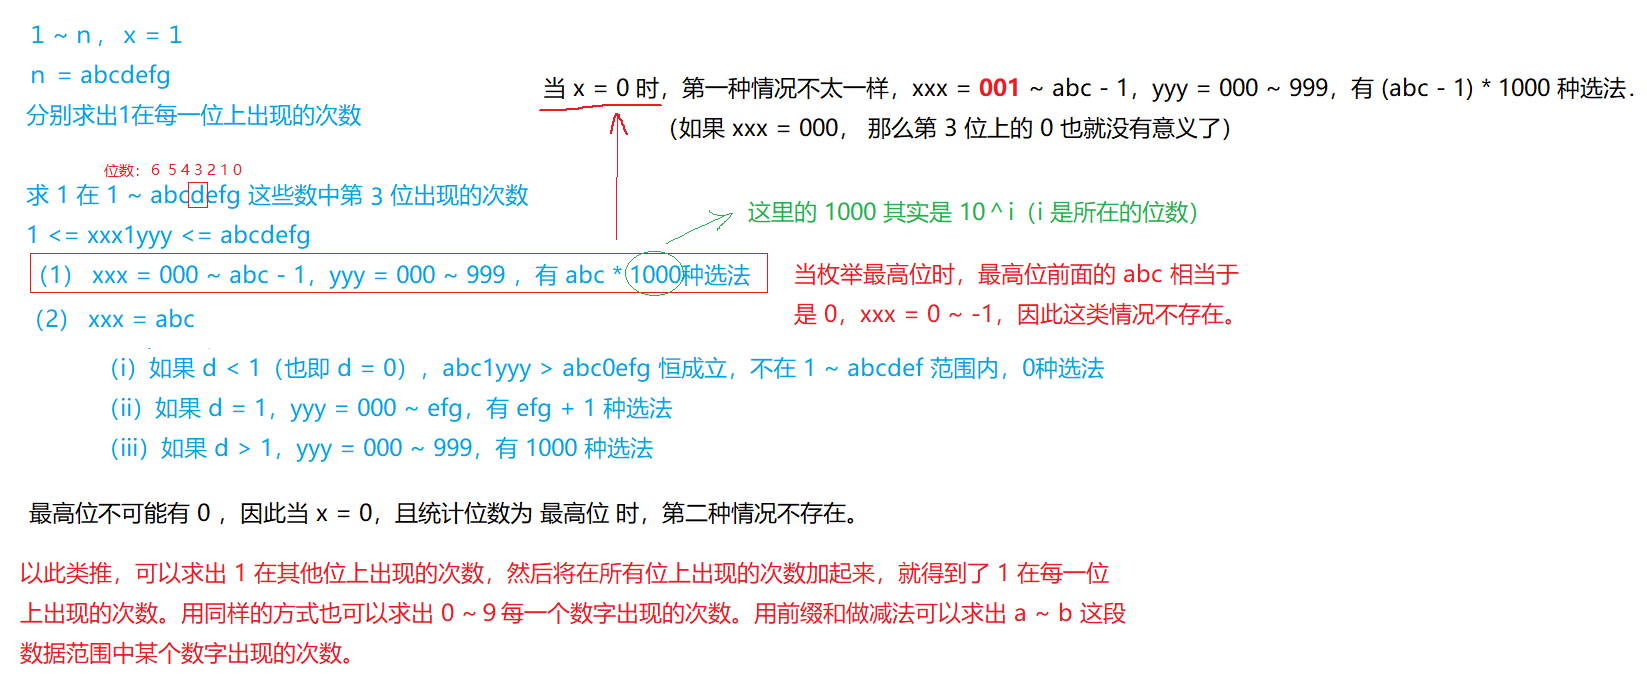 1 ~ n， x = 1
n = abcdefg
分别求出1在每一位上出现的次数
当 x = 0 时，第一种情况不太一样，xxx = 001 ~ abc - 1，yyy = 000 ~ 999，有 (abc - 1) * 1000 种选法.
（如果 xxx = 000， 那么第 3 位上的 0 也就没有意义了）
位数： 6 5 4 3 2 1 0
求 1 在 1 ~ abcdefg 这些数中第 3 位出现的次数
这里的 1000 其实是 10 ^ i（i 是所在的位数）
1 <= xxx1yyy <= abcdefg
（1） xxx = 000 ~ abc - 1，yyy = 000 ~ 999 ，有 abc * 1000种选法
当枚举最高位时，最高位前面的 abc 相当于
是 0，xxx = 0 ~ -1，因此这类情况不存在。
（2） xxx = abc
（i）如果 d < 1（也即 d = 0），abc1yyy > abc0efg 恒成立，不在 1 ~ abcdef 范围内，0种选法
（ii）如果 d = 1，yyy = 000 ~ efg，有 efg + 1 种选法
（iii）如果 d > 1，yyy = 000 ~ 999，有 1000 种选法
最高位不可能有 0 ，因此当 x = 0，且统计位数为 最高位 时，第二种情况不存在。
以此类推，可以求出 1 在其他位上出现的次数，然后将在所有位上出现的次数加起来，就得到了 1 在每一位
上出现的次数。用同样的方式也可以求出 0 ~ 9 每一个数字出现的次数。用前缀和做减法可以求出 a ~ b 这段
数据范围中某个数字出现的次数。